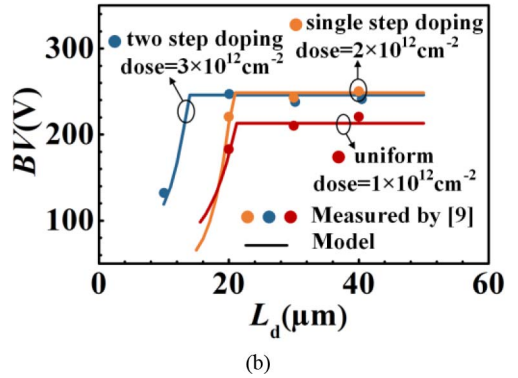 two step doping
dose=3×10¹²cm⁻²
single step doping
dose=2×10¹²cm⁻²
uniform
dose=1×10¹²cm⁻²
Measured by [9]
Model
BV(V)
300
200
100
0
20
40
60
L_d(μm)
(b)